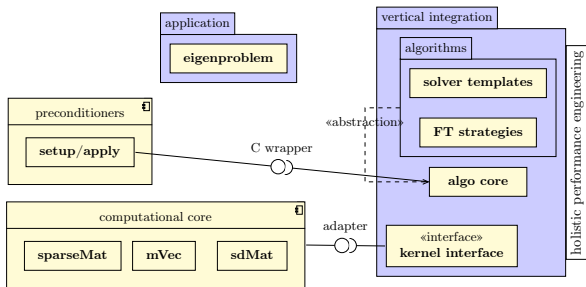 application
eigenproblem
vertical integration
algorithms
solver templates
FT strategies
«abstraction»
algo core
«interface»
kernel interface
holistic performance engineering
preconditioners
setup/apply
C wrapper
computational core
sparseMat
mVec
sdMat
adapter